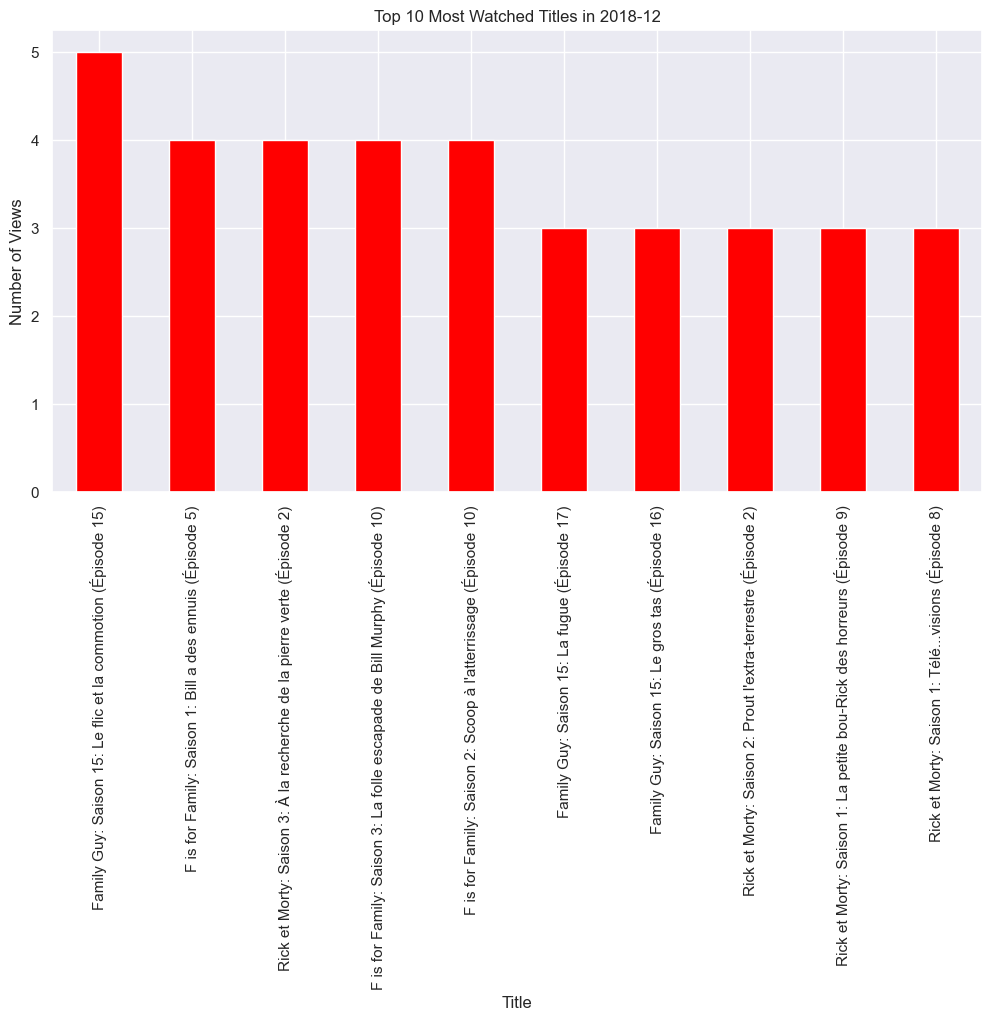 Top 10 Most Watched Titles in 2018-12
Number of Views
5
4
3
2
1
0
Family Guy: Saison 15: Le flic et la commotion (Épisode 15)
F is for Family: Saison 1: Bill a des ennuis (Épisode 5)
Rick et Morty: Saison 3: À la recherche de la pierre verte (Épisode 2)
F is for Family: Saison 3: La folle escapade de Bill Murphy (Épisode 10)
F is for Family: Saison 2: Scoop à l'atterrissage (Épisode 10)
Family Guy: Saison 15: La fugue (Épisode 17)
Family Guy: Saison 15: Le gros tas (Épisode 16)
Rick et Morty: Saison 2: Prout l'extra-terrestre (Épisode 2)
Rick et Morty: Saison 1: La petite bou-Rick des horreurs (Épisode 9)
Rick et Morty: Saison 1: Télé...visions (Épisode 8)
Title